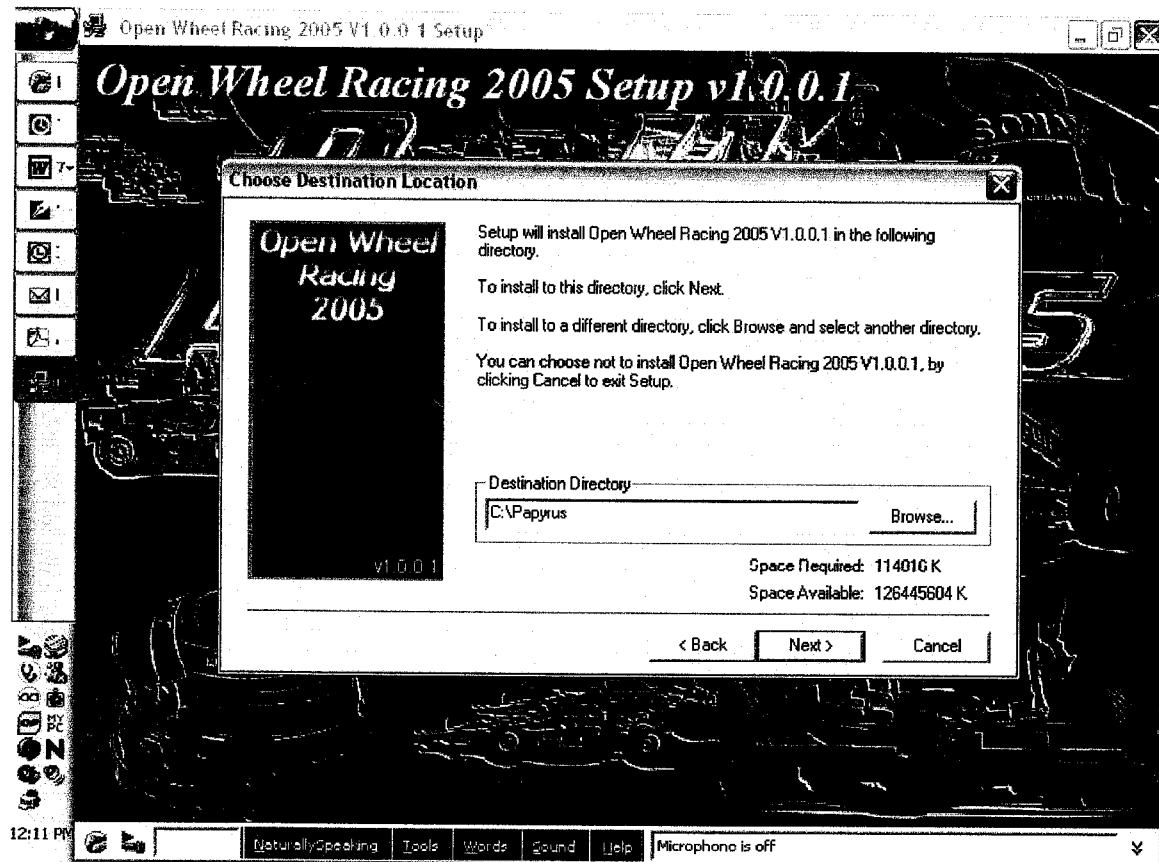 Open Wheel Racing 2005 V1.0.0.1 Setup
Open Wheel Racing 2005 Setup v1.0.0.1
7
Choose Destination Location
Open Wheel
Racing
2005
v1.0.0.1
Setup will install Open Wheel Racing 2005 V1.0.0.1 in the following
directory.
To install to this directory, click Next.
To install to a different directory, click Browse and select another directory.
You can choose not to install Open Wheel Racing 2005 V1.0.0.1, by
clicking Cancel to exit Setup.
Destination Directory
C:\Papyrus
Browse...
Space Required: 114016 K
Space Available: 126445604 K
< Back
Next >
Cancel
MY
PC
N
12:11 PM
NaturallySpeaking Tools Words Sound Help
Microphone is off